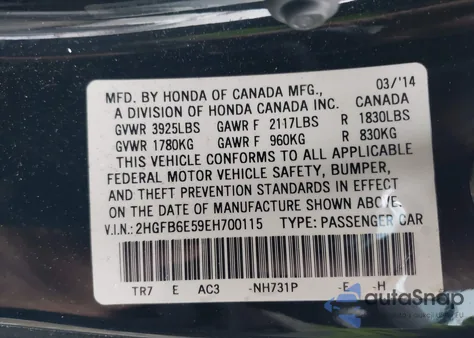 MFD. BY HONDA OF CANADA MFG., 03/'14
A DIVISION OF HONDA CANADA INC. CANADA
GVWR 3925LBS GAWR F 2117LBS R 1830LBS
GVWR 1780KG GAWR F 960KG R 830KG
THIS VEHICLE CONFORMS TO ALL APPLICABLE
FEDERAL MOTOR VEHICLE SAFETY, BUMPER,
AND THEFT PREVENTION STANDARDS IN EFFECT
ON THE DATE OF MANUFACTURE SHOWN ABOVE.
V.I.N.: 2HGFB6E59EH700115 TYPE: PASSENGER CAR
TR7 E AC3 -NH731P -E -H
autoSnap